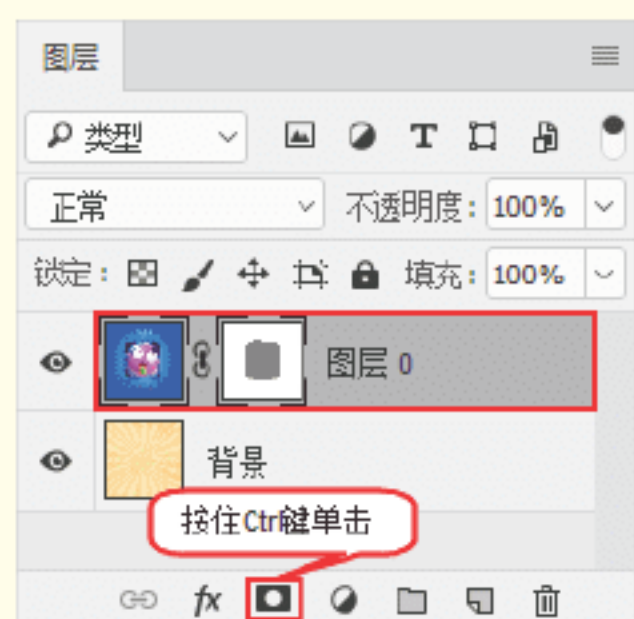 图层
类型
正常 不透明度: 100%
锁定: 填充: 100%
图层 0
背景
按住Ctrl键单击
fx